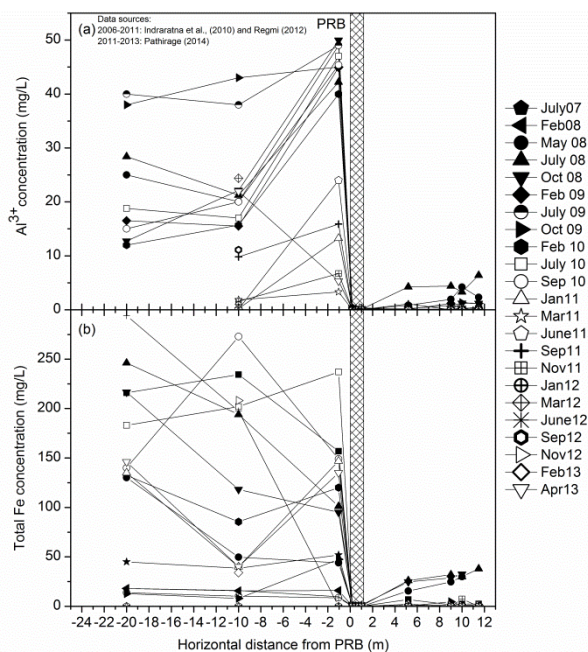 (a)
Data sources:
2006-2011: Indraratna et al., (2010) and Regmi (2012)
2011-2013: Pathirage (2014)
PRB
Al³⁺ concentration (mg/L)
50
40
30
20
10
0
(b)
Total Fe concentration (mg/L)
250
200
150
100
50
0
-24 -22 -20 -18 -16 -14 -12 -10 -8 -6 -4 -2 0 2 4 6 8 10 12
Horizontal distance from PRB (m)
July07
Feb08
May 08
July 08
Oct 08
Feb 09
July 09
Oct 09
Feb 10
July 10
Sep 10
Jan11
Mar11
June11
Sep11
Nov11
Jan12
Mar12
June12
Sep12
Nov12
Feb13
Apr13